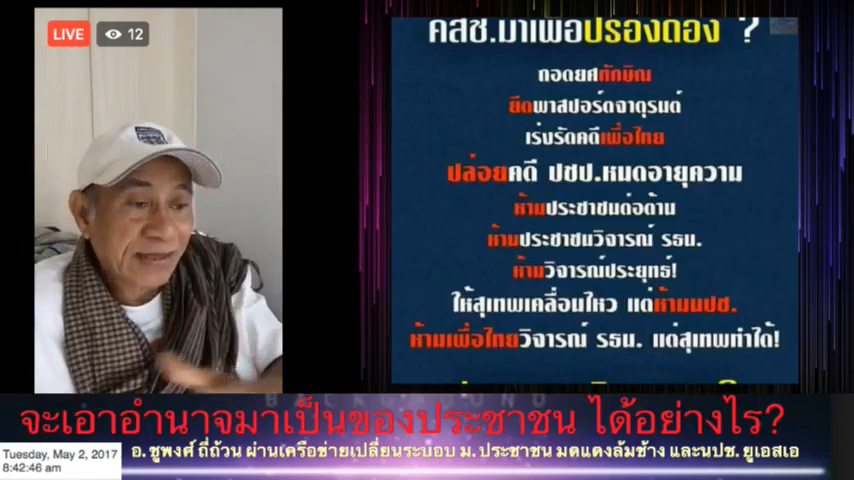 LIVE 12
คสช.มาเพื่อปรองดอง ?
ถอดยศทักษิณ
ยึดพาสปอร์ตจาตุรนต์
เร่งรัดคดีเพื่อไทย
ปล่อยคดี ปชป.หมดอายุความ
ห้ามประชาชนต่อต้าน
ห้ามประชาชนวิจารณ์ รธน.
ห้ามวิจารณ์ประยุทธ์!
ให้สุเทพเคลื่อนไหว แต่ห้ามนปช.
ห้ามเพื่อไทยวิจารณ์ รธน. แต่สุเทพทำได้!
จะเอาอำนาจมาเป็นของประชาชน ได้อย่างไร?
อ. ชูพงศ์ ถี่ถ้วน ผ่านเครือข่ายเปลี่ยนระบอบ ม. ประชาชน มดแดงล้มช้าง และนปช. ยูเอสเอ
Tuesday, May 2, 2017
8:42:46 am